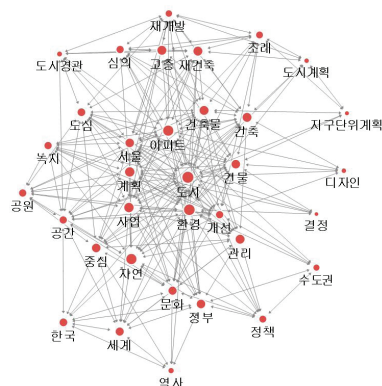 재개발
조례
도시경관
심의
고층
재건축
도시계획
도심
건축물
건축
지구단위계획
아파트
녹지
서울
계획
건물
디자인
도시
공원
공간
사업
환경
개선
결정
중심
자연
관리
수도권
문화
정부
정책
한국
세계
역사